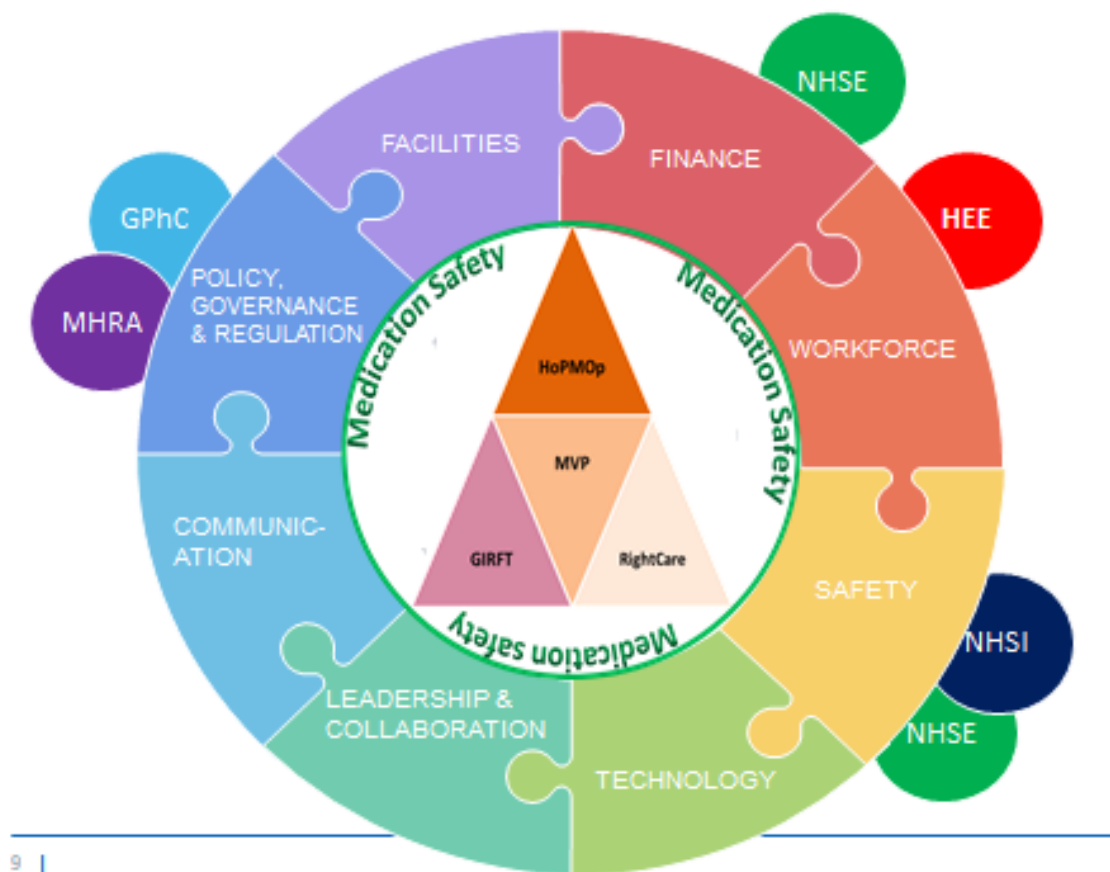 NHSE
FACILITIES
FINANCE
GPhC
HEE
MHRA
POLICY,
GOVERNANCE
& REGULATION
Medication Safety
Medication Safety
HoPMOp
WORKFORCE
MVP
COMMUNIC-
ATION
GIRFT
RightCare
SAFETY
Medication safety
NHSI
LEADERSHIP &
COLLABORATION
NHSE
TECHNOLOGY
9 |